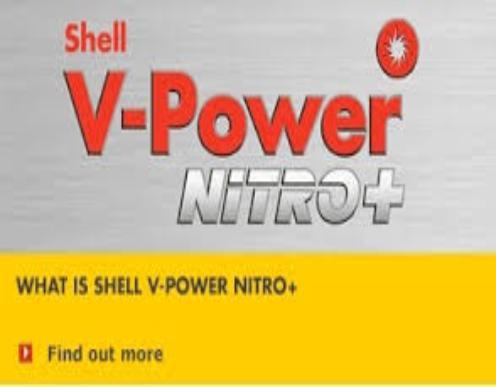 Shell
V-Power
NiTRO+
WHAT IS SHELL V-POWER NITRO+
Find out more